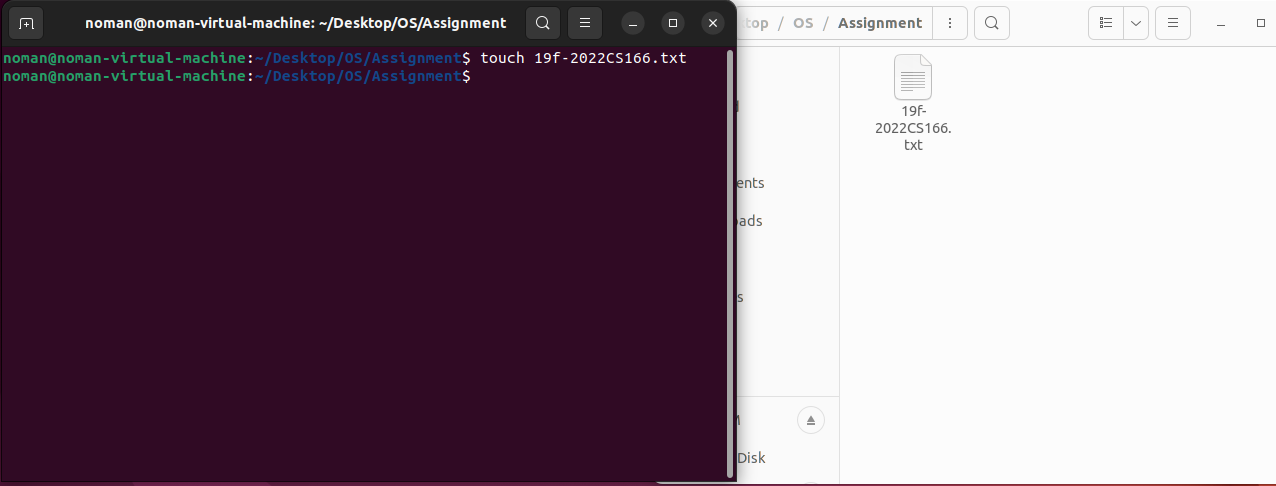 noman@noman-virtual-machine: ~/Desktop/OS/Assignment
noman@noman-virtual-machine:~/Desktop/OS/Assignment$ touch 19f-2022CS166.txt
noman@noman-virtual-machine:~/Desktop/OS/Assignment$
top / OS / Assignment
19f-
2022CS166.
txt
ents
oads
s
Disk